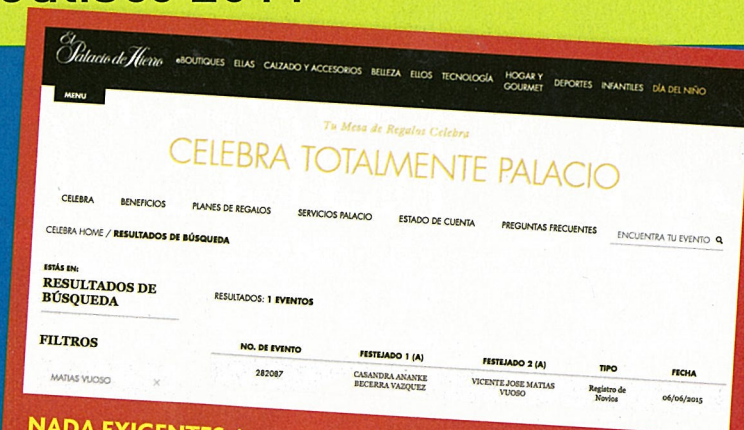 El
Palacio de Hierro eBOUTIQUES ELLAS CALZADO Y ACCESORIOS BELLEZA ELLOS TECNOLOGÍA HOGAR Y GOURMET DEPORTES INFANTILES DÍA DEL NIÑO
MENU
Tu Mesa de Regalos Celebra
CELEBRA TOTALMENTE PALACIO
CELEBRA BENEFICIOS PLANES DE REGALOS SERVICIOS PALACIO ESTADO DE CUENTA PREGUNTAS FRECUENTES ENCUENTRA TU EVENTO
CELEBRA HOME / RESULTADOS DE BÚSQUEDA
ESTÁS EN:
RESULTADOS DE
BÚSQUEDA
RESULTADOS: 1 EVENTOS
FILTROS
MATIAS VUOSO ×
NO. DE EVENTO FESTEJADO 1 (A) FESTEJADO 2 (A) TIPO FECHA
282087 CASANDRA ANANKE BECERRA VAZQUEZ VICENTE JOSE MATIAS VUOSO Registro de Novios 06/06/2015
NADA EXIGENTES